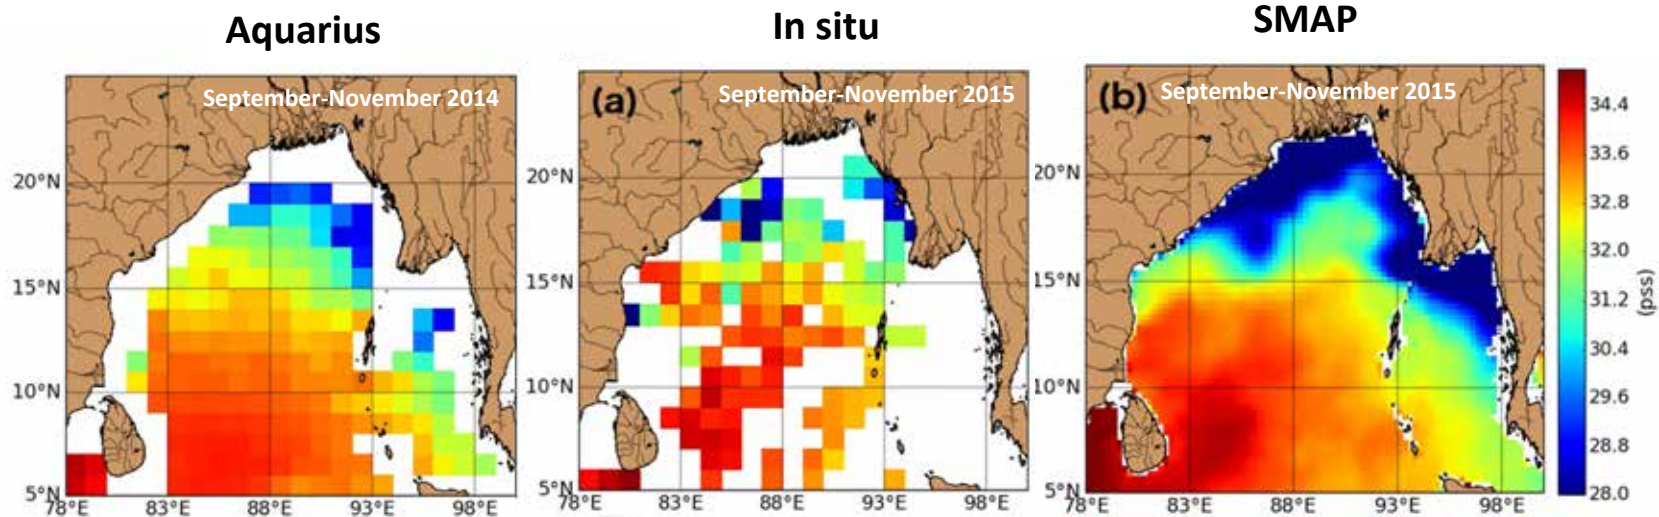 Aquarius
In situ
SMAP
September-November 2014
(a)
September-November 2015
(b)
September-November 2015
20°N
15°N
10°N
5°N
78°E 83°E 88°E 93°E 98°E
20°N
15°N
10°N
5°N
78°E 83°E 88°E 93°E 98°E
20°N
15°N
10°N
5°N
78°E 83°E 88°E 93°E 98°E
34.4
33.6
32.8
32.0
31.2
30.4
29.6
28.8
28.0
(pss)